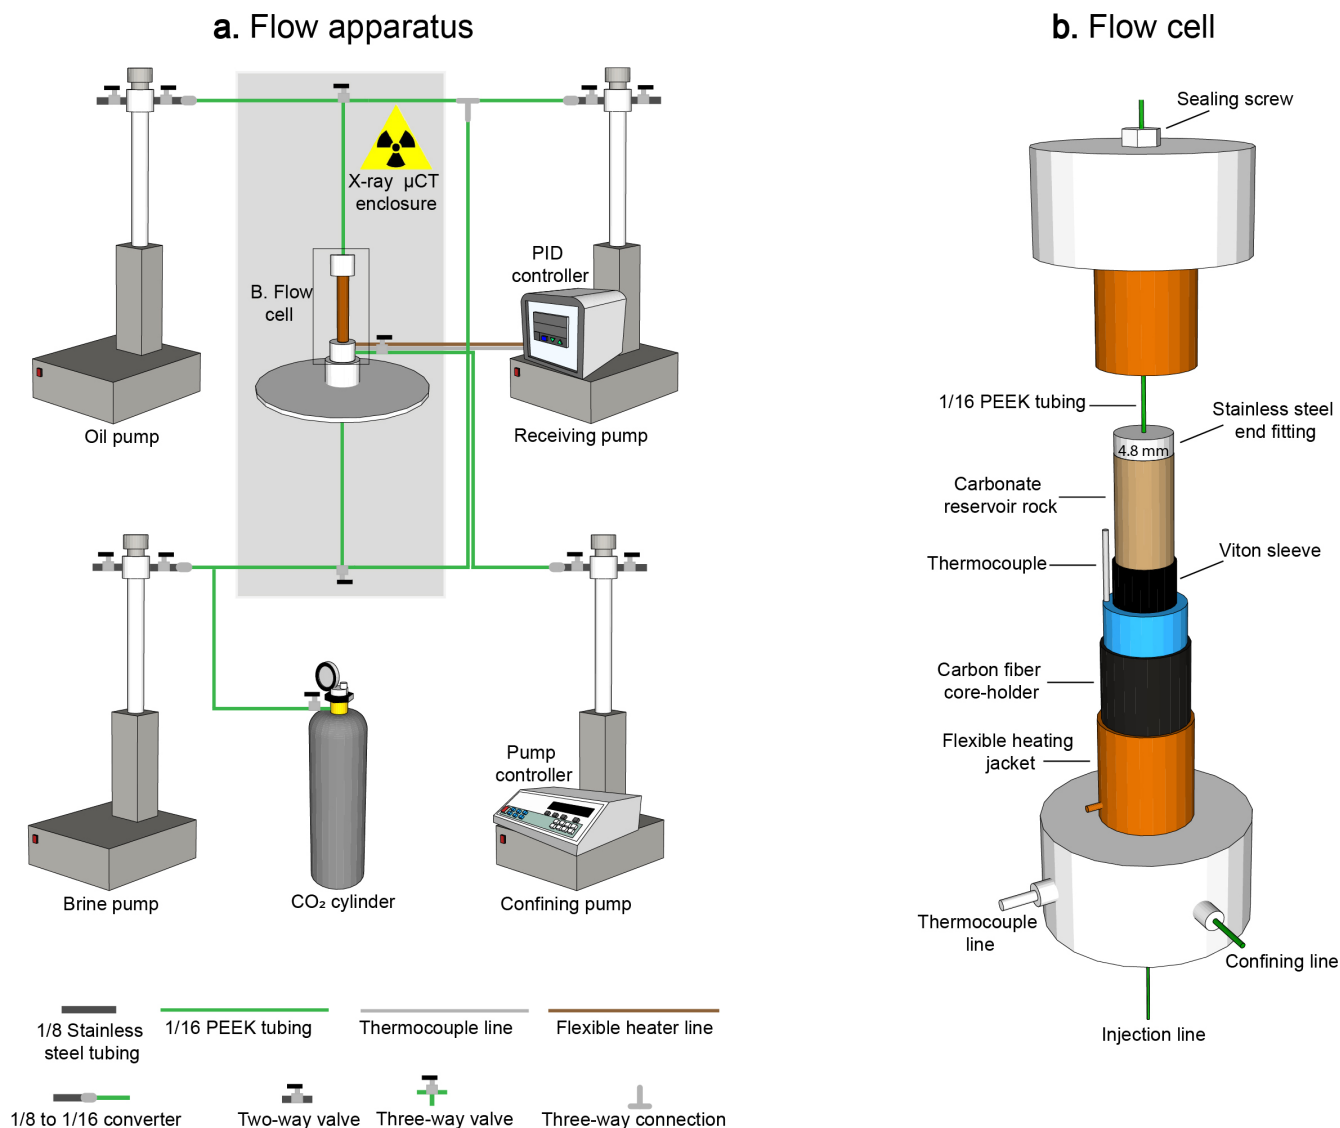 a. Flow apparatus
X-ray µCT
enclosure
B. Flow
cell
PID
controller
Oil pump
Receiving pump
Pump
controller
Brine pump
CO₂ cylinder
Confining pump
1/8 Stainless
steel tubing
1/16 PEEK tubing
Thermocouple line
Flexible heater line
1/8 to 1/16 converter
Two-way valve
Three-way valve
Three-way connection
b. Flow cell
Sealing screw
1/16 PEEK tubing
Stainless steel
end fitting
4.8 mm
Carbonate
reservoir rock
Thermocouple
Viton sleeve
Carbon fiber
core-holder
Flexible heating
jacket
Thermocouple
line
Confining line
Injection line